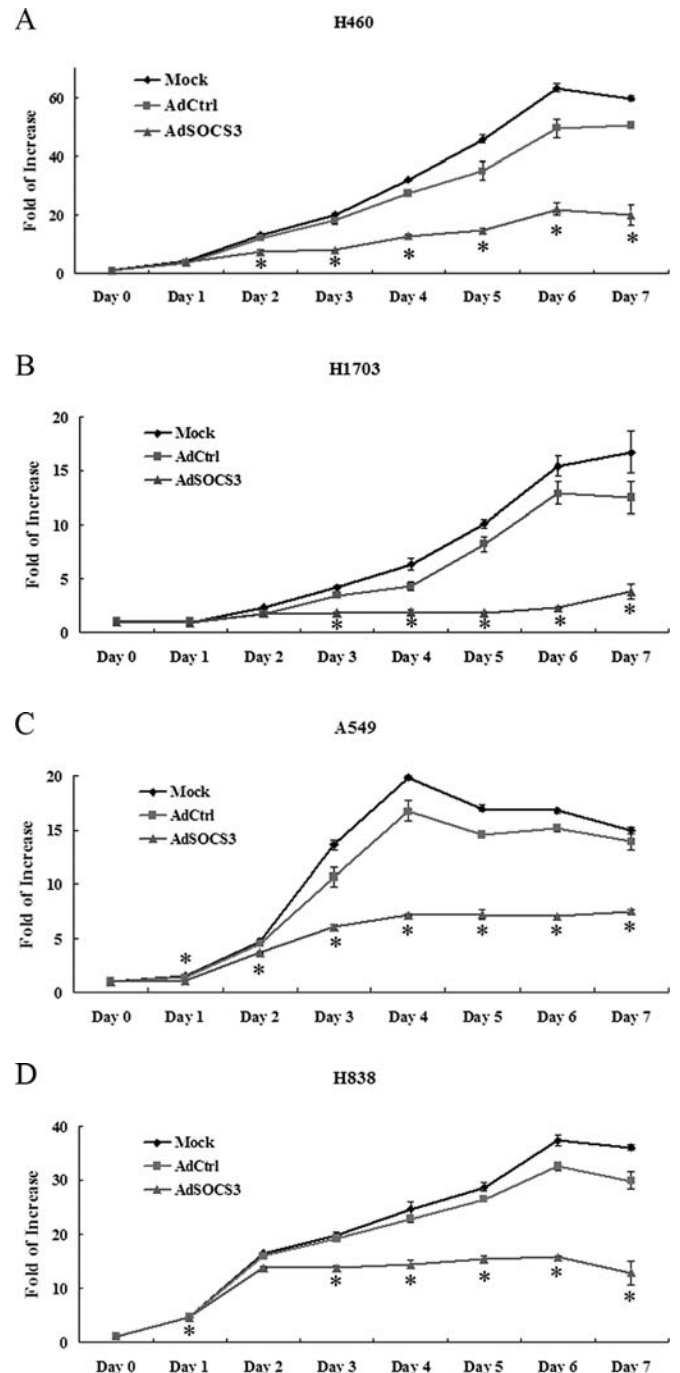 A
H460
Mock
AdCtrl
AdSOCS3
Fold of Increase
60
40
20
0
Day 0 Day 1 Day 2 Day 3 Day 4 Day 5 Day 6 Day 7
* * * * * *
B
H1703
Mock
AdCtrl
AdSOCS3
Fold of Increase
20
15
10
5
0
Day 0 Day 1 Day 2 Day 3 Day 4 Day 5 Day 6 Day 7
* * * * *
C
A549
Mock
AdCtrl
AdSOCS3
Fold of Increase
20
15
10
5
0
Day 0 Day 1 Day 2 Day 3 Day 4 Day 5 Day 6 Day 7
* * * * * * *
D
H838
Mock
AdCtrl
AdSOCS3
Fold of Increase
40
30
20
10
0
Day 0 Day 1 Day 2 Day 3 Day 4 Day 5 Day 6 Day 7
* * * * * *